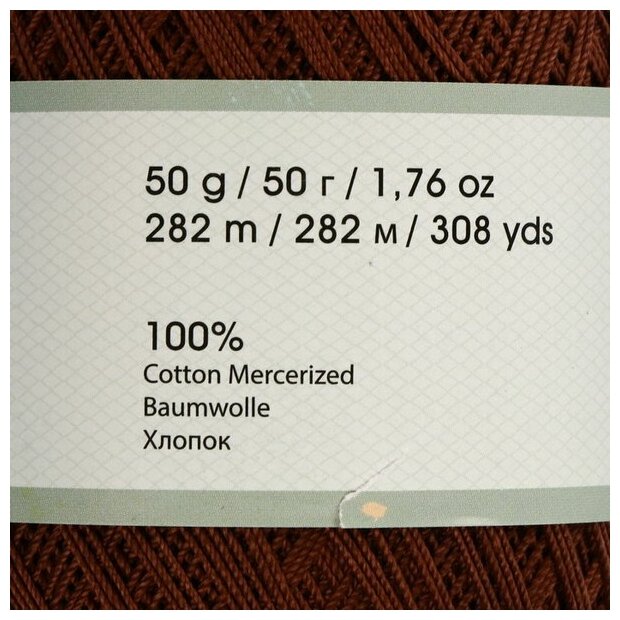 50 g / 50 г / 1,76 oz
282 m / 282 м / 308 yds
100%
Cotton Mercerized
Baumwolle
Хлопок